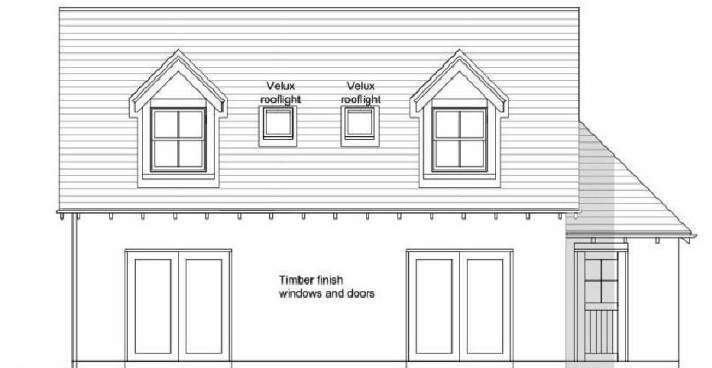 Velux
rooflight
Velux
rooflight
Timber finish
windows and doors